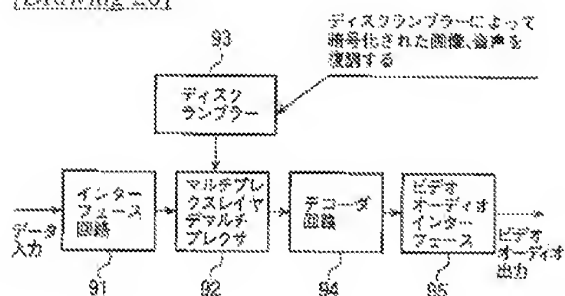 [Drawing 20]
ディスクランブラーによって
暗号化された画像、音声を
復調する
93
ディスク
ランブラー
インター
フェース
回路
マルチプレ
クスレイヤ
デマルチ
プレクサ
デコーダ
回路
ビデオ
オーディオ
インター
フェース
データ
入力
ビデオ
オーディオ
出力
91
92
94
95